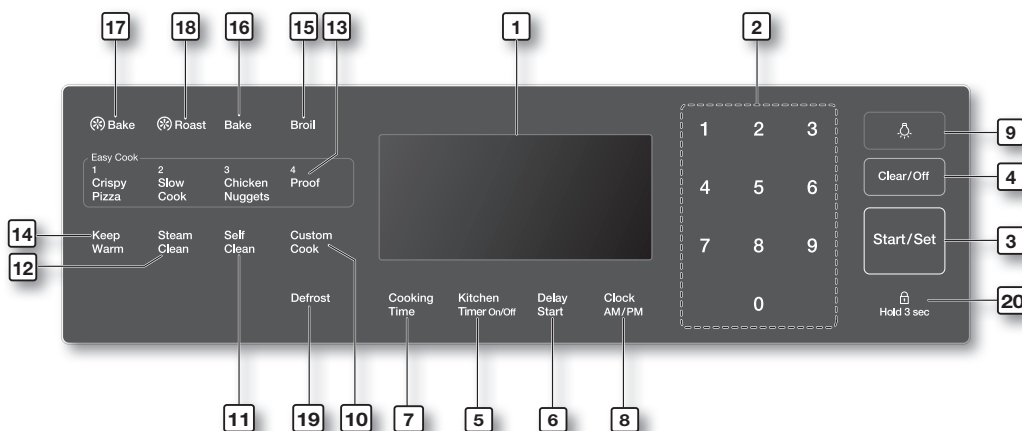 17 18 16 15 13 1 2
Bake Roast Bake Broil
Easy Cook
1 2 3 4
Crispy Slow Chicken Proof
Pizza Cook Nuggets
Keep Steam Self Custom
Warm Clean Clean Cook
14
12
Defrost
Cooking Kitchen Delay Clock
Time Timer On/Off Start AM/PM
1 2 3
4 5 6
7 8 9
0
9
Clear/Off 4
Start/Set 3
Hold 3 sec 20
11 19 10 7 5 6 8